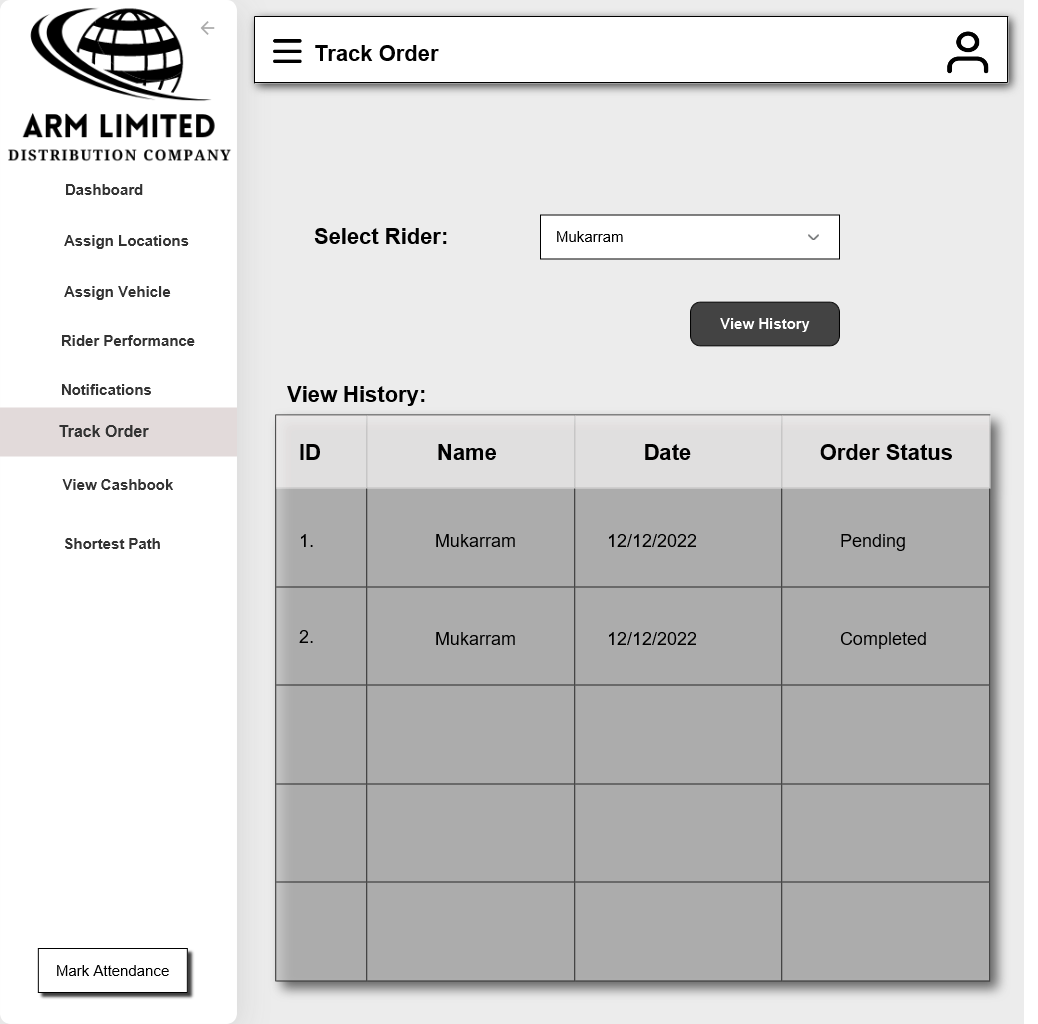 ARM LIMITED
DISTRIBUTION COMPANY
Dashboard
Assign Locations
Assign Vehicle
Rider Performance
Notifications
Track Order
View Cashbook
Shortest Path
Mark Attendance
Track Order
Select Rider: Mukarram
View History
View History:
ID Name Date Order Status
1. Mukarram 12/12/2022 Pending
2. Mukarram 12/12/2022 Completed